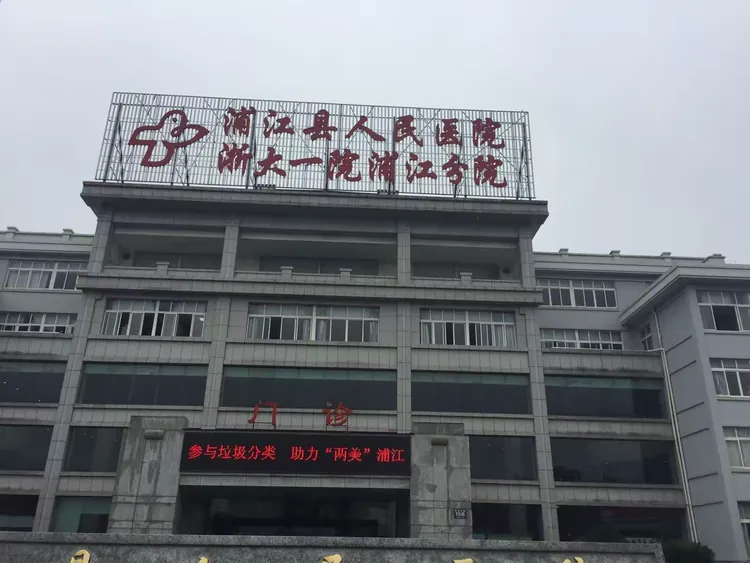 浦江县人民医院
浙大一院浦江分院
门诊
参与垃圾分类 助力“两美”浦江